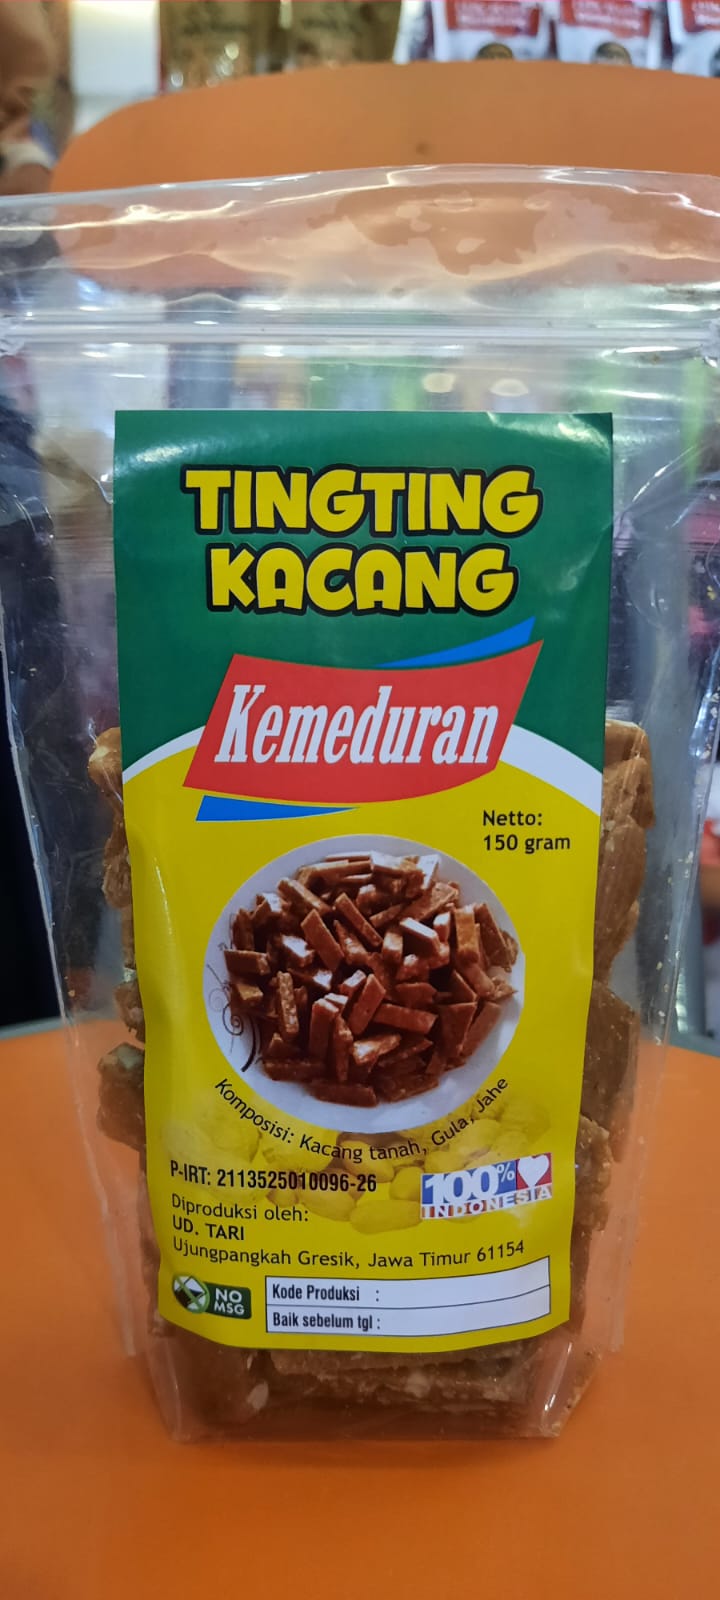 TINGTING
KACANG
Kemeduran
Netto:
150 gram
Komposisi: Kacang tanah, Gula, Jahe
P-IRT: 2113525010096-26
100%
INDONESIA
Diproduksi oleh:
UD. TARI
Ujungpangkah Gresik, Jawa Timur 61154
NO
MSG
Kode Produksi :
Baik sebelum tgl :